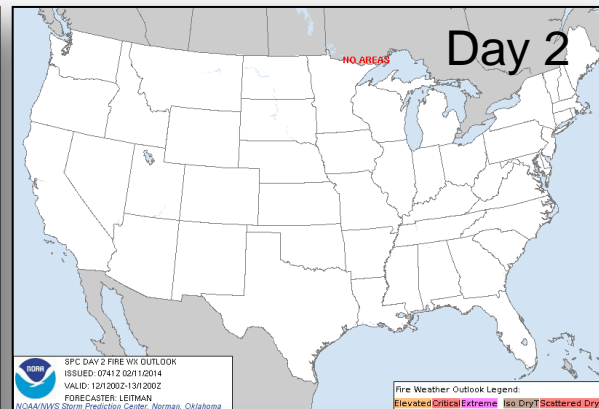 Day 2
NO AREAS
NOAA
SPC DAY 2 FIRE WX OUTLOOK
ISSUED: 0741Z 02/11/2014
VALID: 12/1200Z-13/1200Z
FORECASTER: LEITMAN
NOAA/NWS Storm Prediction Center, Norman, Oklahoma
Fire Weather Outlook Legend:
Elevated Critical Extreme Iso DryT Scattered Dry